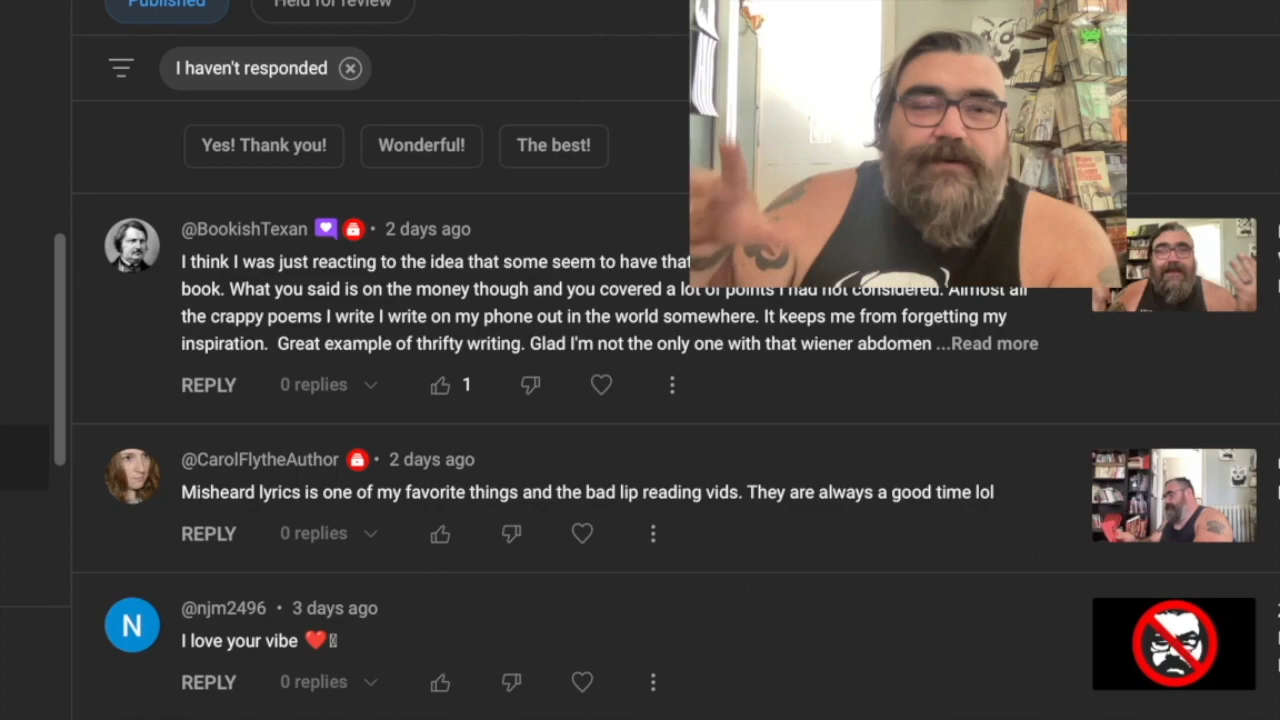 Published Held for review
I haven't responded
Yes! Thank you! Wonderful! The best!
@BookishTexan • 2 days ago
I think I was just reacting to the idea that some seem to have that
book. What you said is on the money though and you covered a lot of points I had not considered. Almost all
the crappy poems I write I write on my phone out in the world somewhere. It keeps me from forgetting my
inspiration. Great example of thrifty writing. Glad I'm not the only one with that wiener abdomen ...Read more
REPLY 0 replies 1
@CarolFlytheAuthor • 2 days ago
Misheard lyrics is one of my favorite things and the bad lip reading vids. They are always a good time lol
REPLY 0 replies
N
@njm2496 • 3 days ago
I love your vibe ❤️
REPLY 0 replies